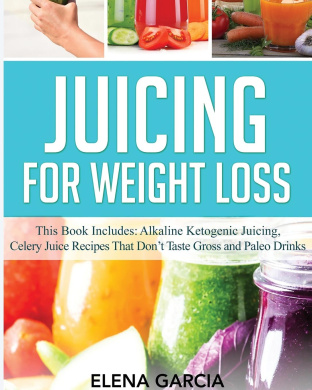 JUICING
FOR WEIGHT LOSS
This Book Includes: Alkaline Ketogenic Juicing,
Celery Juice Recipes That Don't Taste Gross and Paleo Drinks
ELENA GARCIA